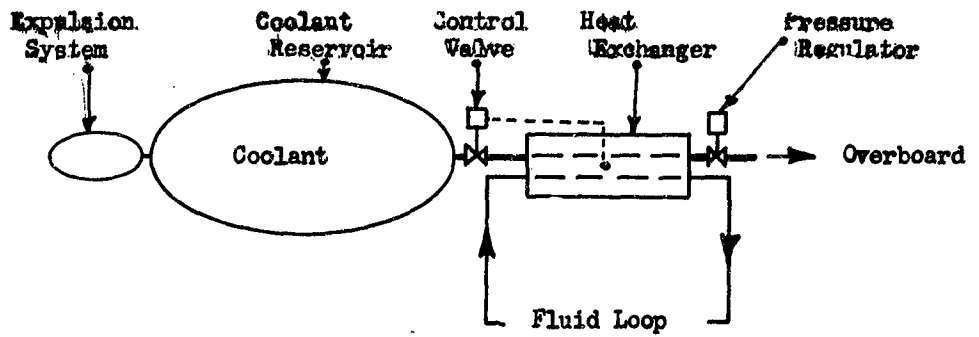 Expulsion
System
Coolant
Reservoir
Control
Valve
Heat
Exchanger
Pressure
Regulator
Coolant
Overboard
Fluid Loop